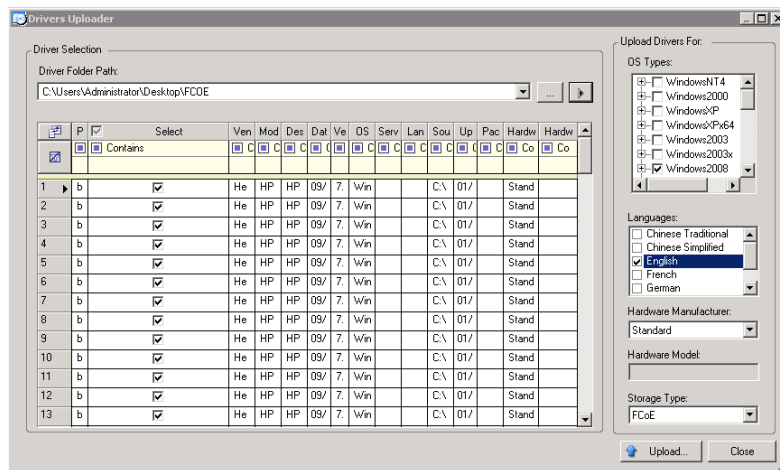 Drivers Uploader
Driver Selection
Driver Folder Path:
C:\Users\Administrator\Desktop\FCOE
...
P Select Ven Mod Des Dat Ve OS Serv Lan Sou Up Pac Hardw Hardw
Contains C C C ( C C C C C ( C Co Co
1 b He HP HP 09/ 7. Win C:\ 01/ Stand
2 b He HP HP 09/ 7. Win C:\ 01/ Stand
3 b He HP HP 09/ 7. Win C:\ 01/ Stand
4 b He HP HP 09/ 7. Win C:\ 01/ Stand
5 b He HP HP 09/ 7. Win C:\ 01/ Stand
6 b He HP HP 09/ 7. Win C:\ 01/ Stand
7 b He HP HP 09/ 7. Win C:\ 01/ Stand
8 b He HP HP 09/ 7. Win C:\ 01/ Stand
9 b He HP HP 09/ 7. Win C:\ 01/ Stand
10 b He HP HP 09/ 7. Win C:\ 01/ Stand
11 b He HP HP 09/ 7. Win C:\ 01/ Stand
12 b He HP HP 09/ 7. Win C:\ 01/ Stand
13 b He HP HP 09/ 7. Win C:\ 01/ Stand
Upload Drivers For:
OS Types:
WindowsNT4
Windows2000
WindowsXP
WindowsXPx64
Windows2003
Windows2003x
Windows2008
Languages:
Chinese Traditional
Chinese Simplified
English
French
German
Hardware Manufacturer:
Standard
Hardware Model:
Storage Type:
FCoE
Upload...
Close